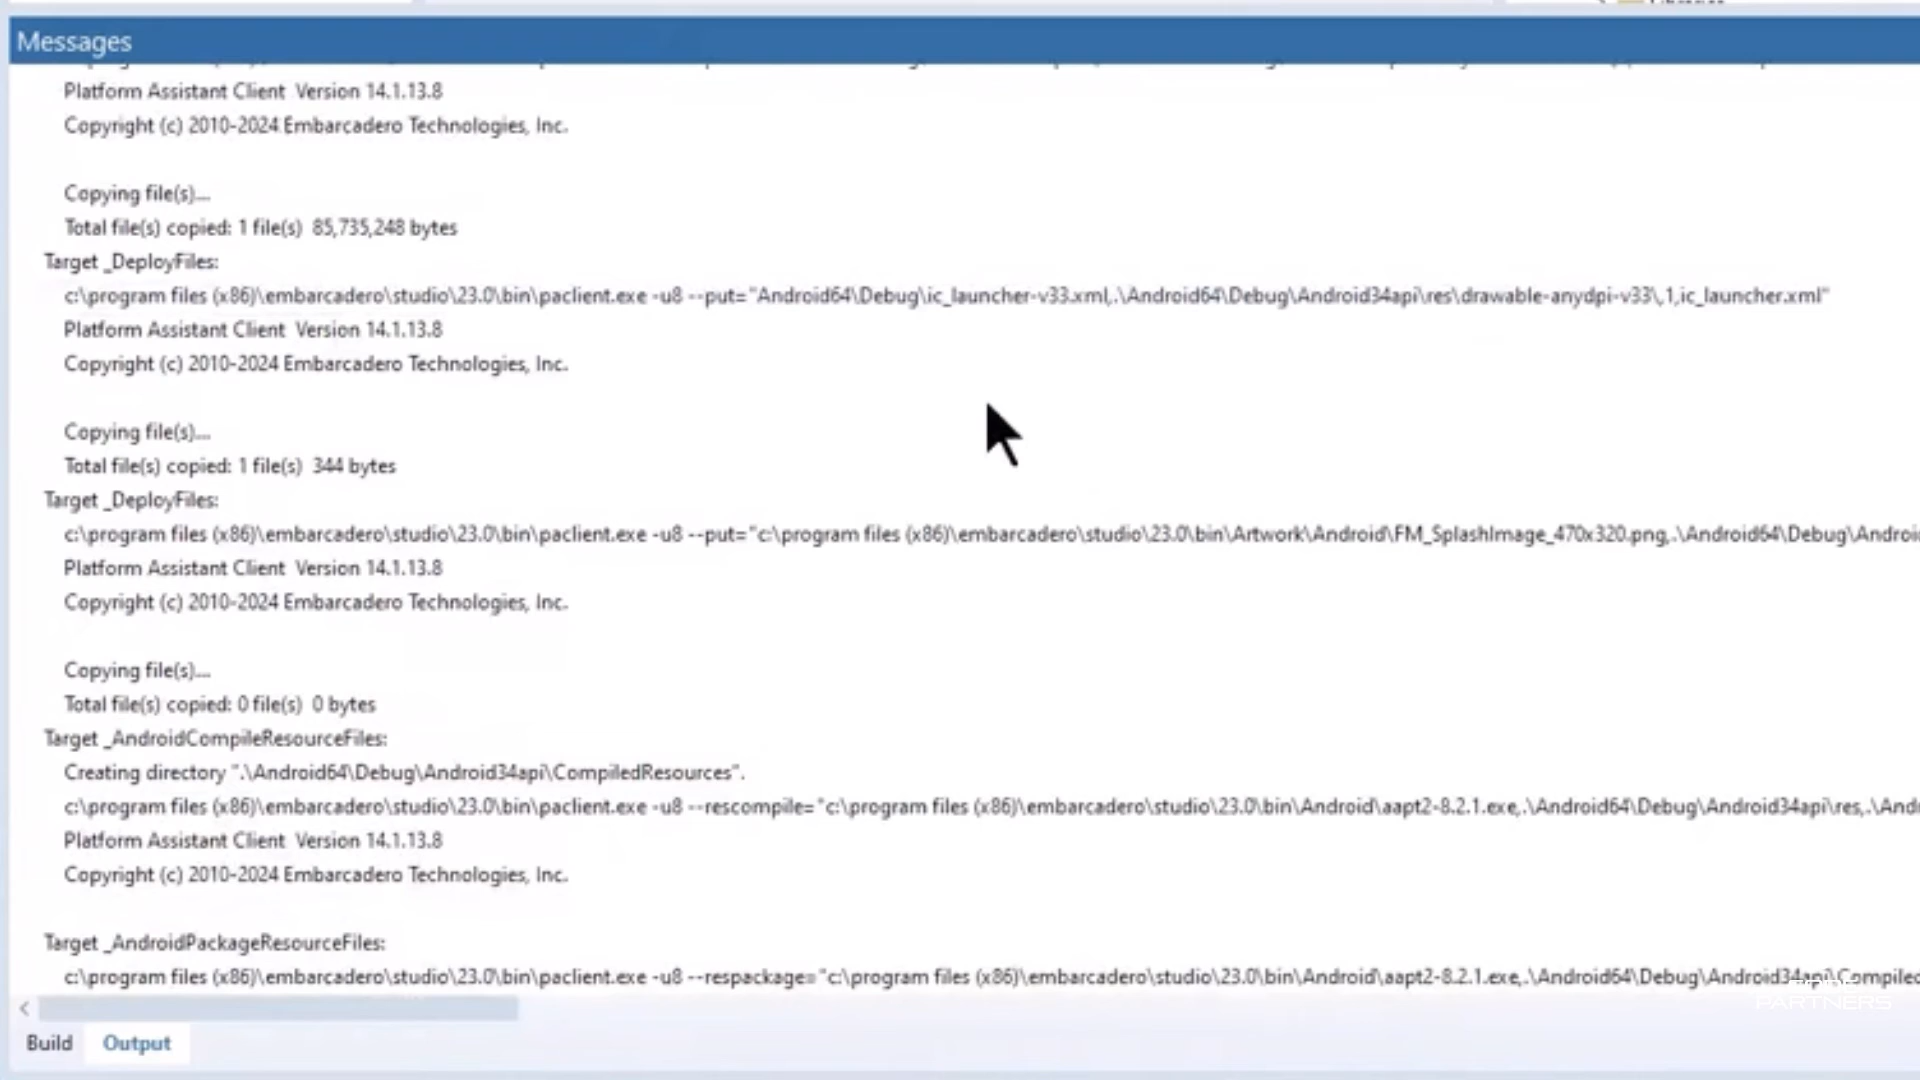 Messages
Platform Assistant Client Version 14.1.13.8
Copyright (c) 2010-2024 Embarcadero Technologies, Inc.
Copying file(s)...
Total file(s) copied: 1 file(s) 85,735,248 bytes
Target _DeployFiles:
c:\program files (x86)\embarcadero\studio\23.0\bin\paclient.exe -u8 --put="Android64\Debug\ic_launcher-v33.xml,.\Android64\Debug\Android34api\res\drawable-anydpi-v33\,1,ic_launcher.xml"
Platform Assistant Client Version 14.1.13.8
Copyright (c) 2010-2024 Embarcadero Technologies, Inc.
Copying file(s)...
Total file(s) copied: 1 file(s) 344 bytes
Target _DeployFiles:
c:\program files (x86)\embarcadero\studio\23.0\bin\paclient.exe -u8 --put="c:\program files (x86)\embarcadero\studio\23.0\bin\Artwork\Android\FM_SplashImage_470x320.png,.\Android64\Debug\Androi
Platform Assistant Client Version 14.1.13.8
Copyright (c) 2010-2024 Embarcadero Technologies, Inc.
Copying file(s)...
Total file(s) copied: 0 file(s) 0 bytes
Target _AndroidCompileResourceFiles:
Creating directory ".\Android64\Debug\Android34api\CompiledResources".
c:\program files (x86)\embarcadero\studio\23.0\bin\paclient.exe -u8 --rescompile="c:\program files (x86)\embarcadero\studio\23.0\bin\Android\aapt2-8.2.1.exe,.\Android64\Debug\Android34api\res,.\And
Platform Assistant Client Version 14.1.13.8
Copyright (c) 2010-2024 Embarcadero Technologies, Inc.
Target _AndroidPackageResourceFiles:
c:\program files (x86)\embarcadero\studio\23.0\bin\paclient.exe -u8 --respackage="c:\program files (x86)\embarcadero\studio\23.0\bin\Android\aapt2-8.2.1.exe,.\Android64\Debug\Android34api\Compiled
PARTNERS
Build Output